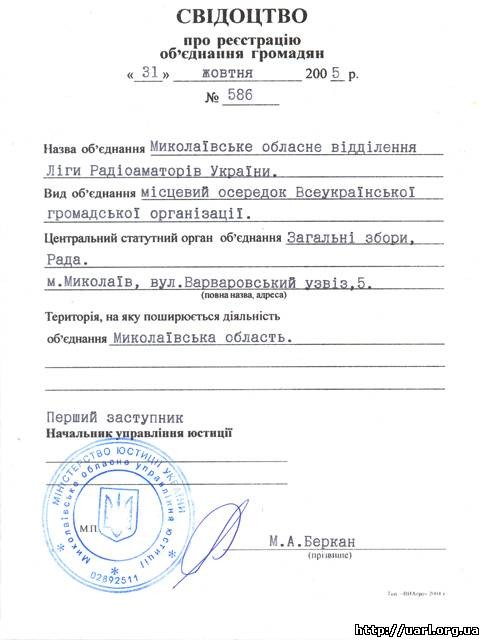 СВІДОЦТВО
про реєстрацію
об'єднання громадян
« 31 » жовтня 2005 р.
№ 586
Назва об'єднання Миколаївське обласне відділення
Ліги Радіоаматорів України.
Вид об'єднання місцевий осередок Всеукраїнської
громадської організації.
Центральний статутний орган об'єднання Загальні збори,
Рада.
м.Миколаїв, вул.Варваровський узвіз,5.
(повна назва, адреса)
Територія, на яку поширюється діяльність
об'єднання Миколаївська область.
Перший заступник
Начальник управління юстиції
МІНІСТЕРСТВО ЮСТИЦІЇ УКРАЇНИ
Миколаївське обласне управління юстиції
М.П.
02892511
М.А.Беркан
(прізвище)
2004 г.
http://uarl.org.ua